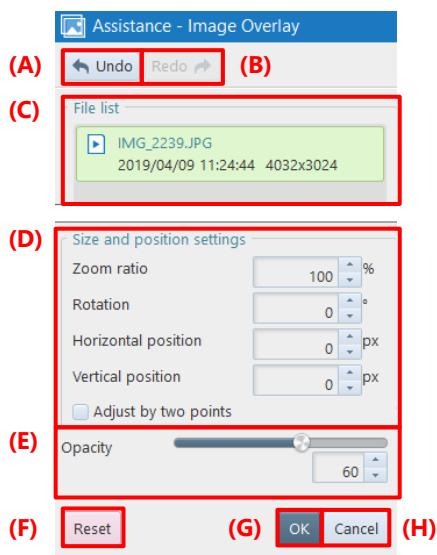 Assistance - Image Overlay
(A) Undo Redo (B)
(C) File list
IMG_2239.JPG
2019/04/09 11:24:44 4032x3024
(D) Size and position settings
Zoom ratio 100 %
Rotation 0 °
Horizontal position 0 px
Vertical position 0 px
Adjust by two points
(E) Opacity
60
(F) Reset (G) OK Cancel (H)